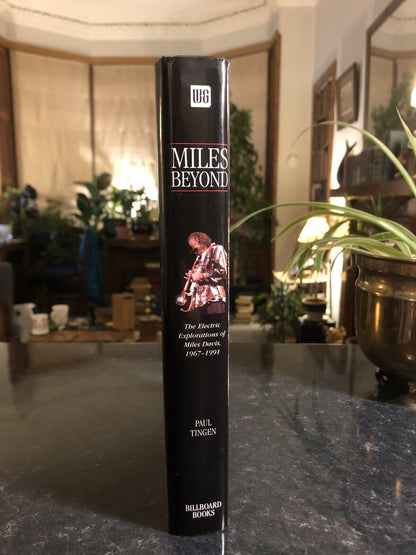 WG
MILES
BEYOND
The Electric
Explorations of
Miles Davis,
1967–1991
PAUL
TINGEN
BILLBOARD
BOOKS